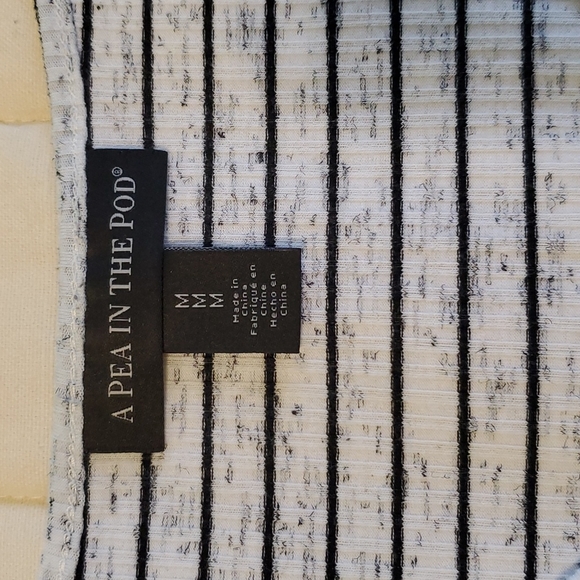 A PEA IN THE POD®
M
M
M
Made in
China
Fabriqué en
Chine
Hecho en
China